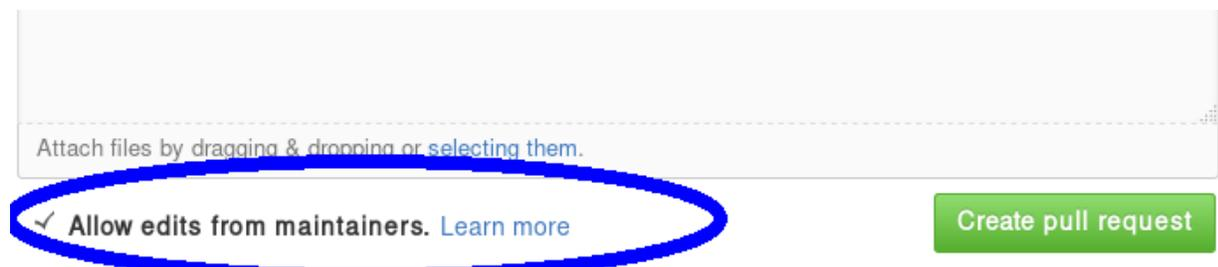 Attach files by dragging & dropping or selecting them.
Allow edits from maintainers. Learn more
Create pull request